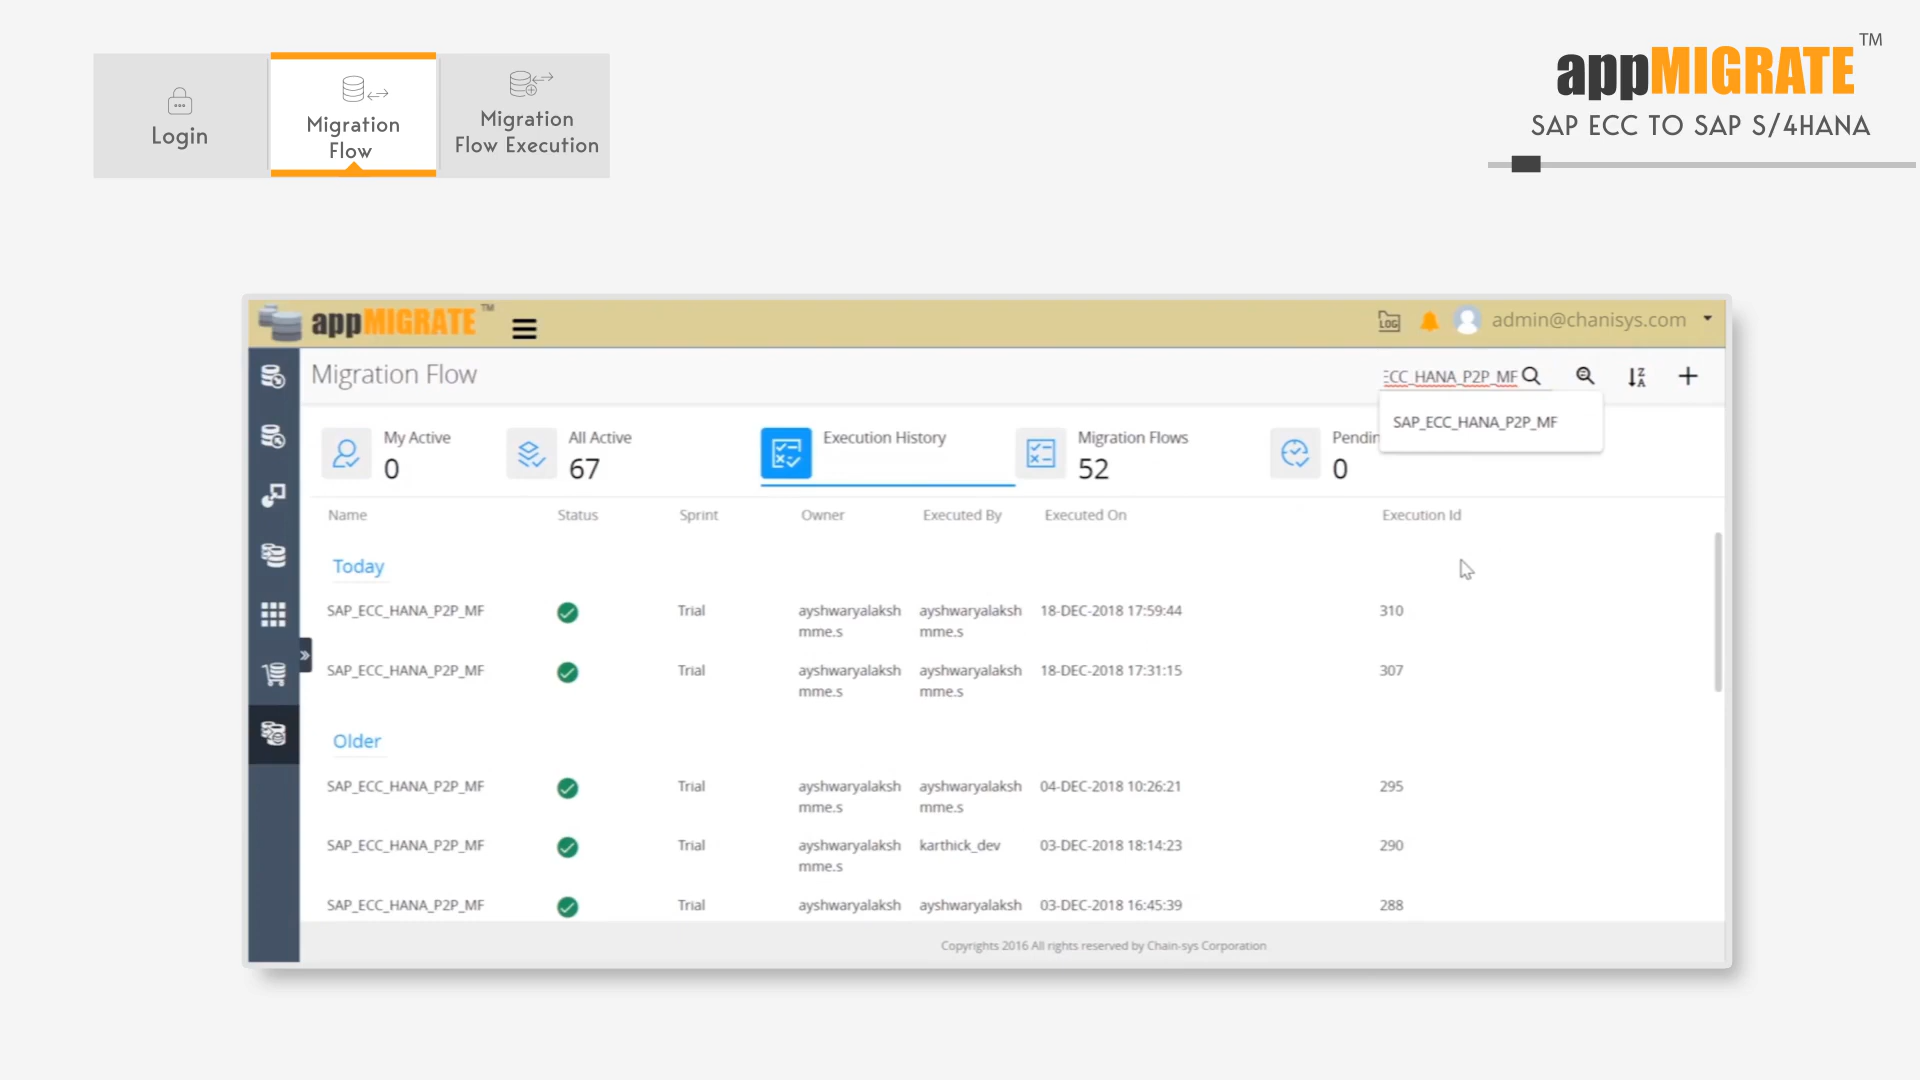 Login
Migration
Flow
Migration
Flow Execution
appMIGRATE™
SAP ECC TO SAP S/4HANA
appMIGRATE™
LOG
admin@chanisys.com
Migration Flow
ECC_HANA_P2P_MF
SAP_ECC_HANA_P2P_MF
My Active
0
All Active
67
Execution History
Migration Flows
52
Pendin
0
Name Status Sprint Owner Executed By Executed On Execution Id
Today
SAP_ECC_HANA_P2P_MF Trial ayshwaryalaksh ayshwaryalaksh 18-DEC-2018 17:59:44 310
mme.s mme.s
SAP_ECC_HANA_P2P_MF Trial ayshwaryalaksh ayshwaryalaksh 18-DEC-2018 17:31:15 307
mme.s mme.s
Older
SAP_ECC_HANA_P2P_MF Trial ayshwaryalaksh ayshwaryalaksh 04-DEC-2018 10:26:21 295
mme.s mme.s
SAP_ECC_HANA_P2P_MF Trial ayshwaryalaksh karthick_dev 03-DEC-2018 18:14:23 290
mme.s
SAP_ECC_HANA_P2P_MF Trial ayshwaryalaksh ayshwaryalaksh 03-DEC-2018 16:45:39 288
Copyrights 2016 All rights reserved by Chain-sys Corporation